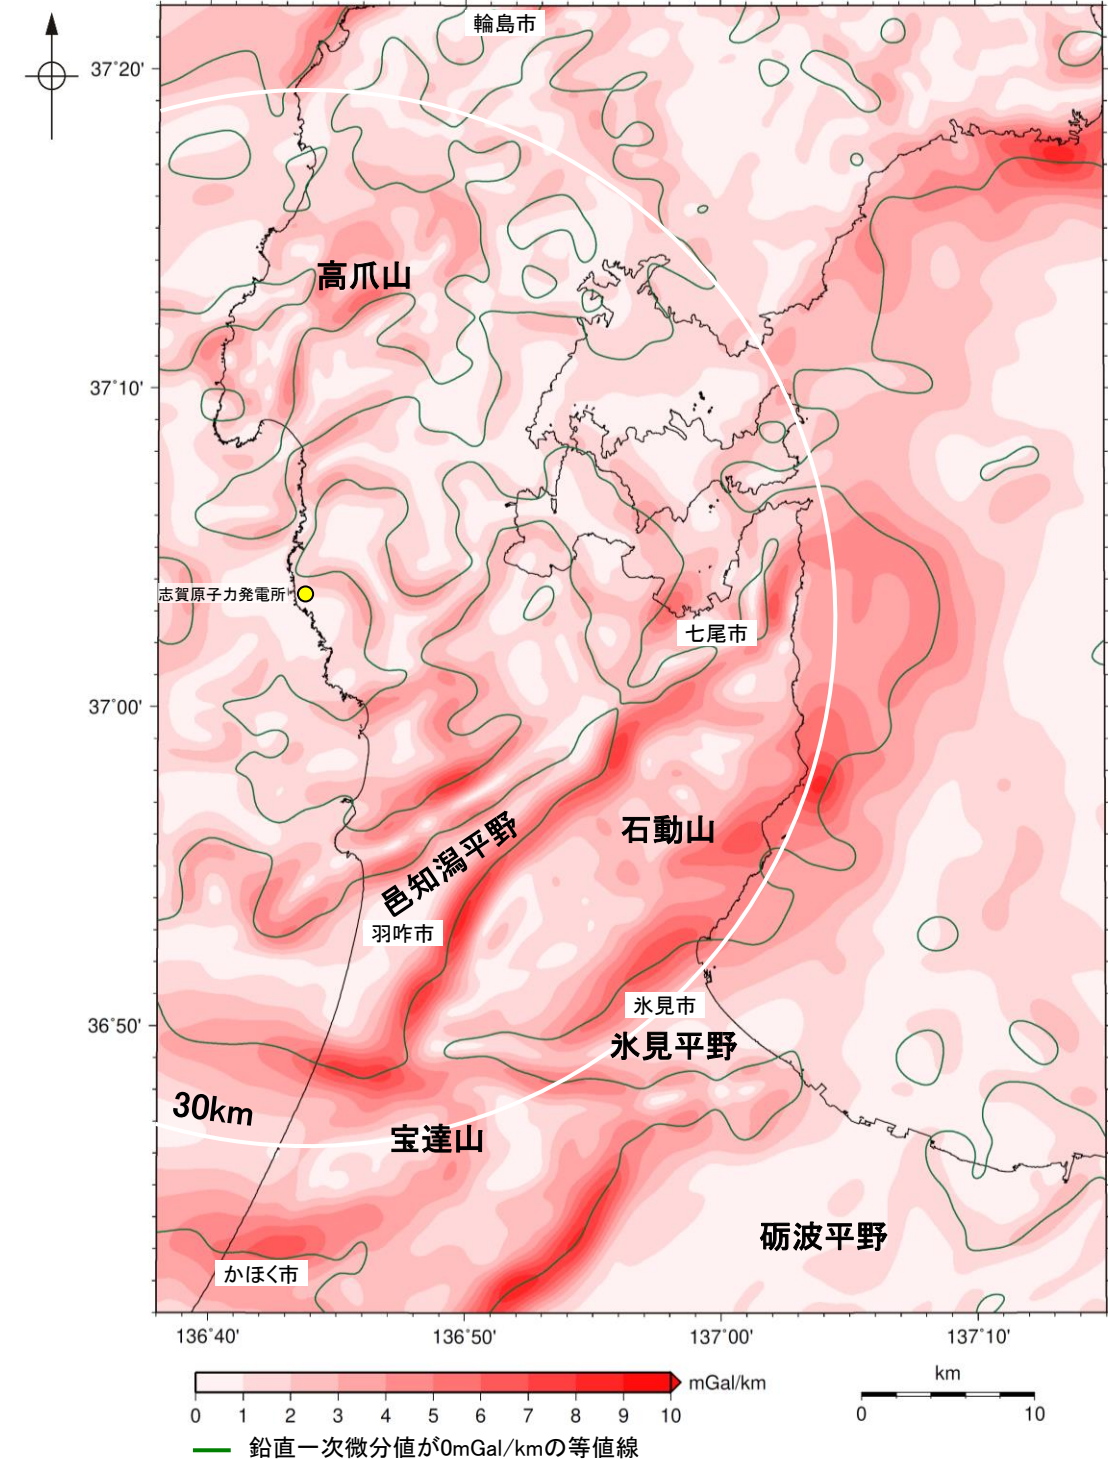 輪島市
37˚20'
高爪山
37˚10'
志賀原子力発電所
七尾市
37˚00'
石動山
邑知潟平野
羽咋市
氷見市
36˚50'
氷見平野
30km
宝達山
砺波平野
かほく市
136˚40' 136˚50' 137˚00' 137˚10'
mGal/km
0 1 2 3 4 5 6 7 8 9 10
km
0 10
鉛直一次微分値が0mGal/kmの等値線